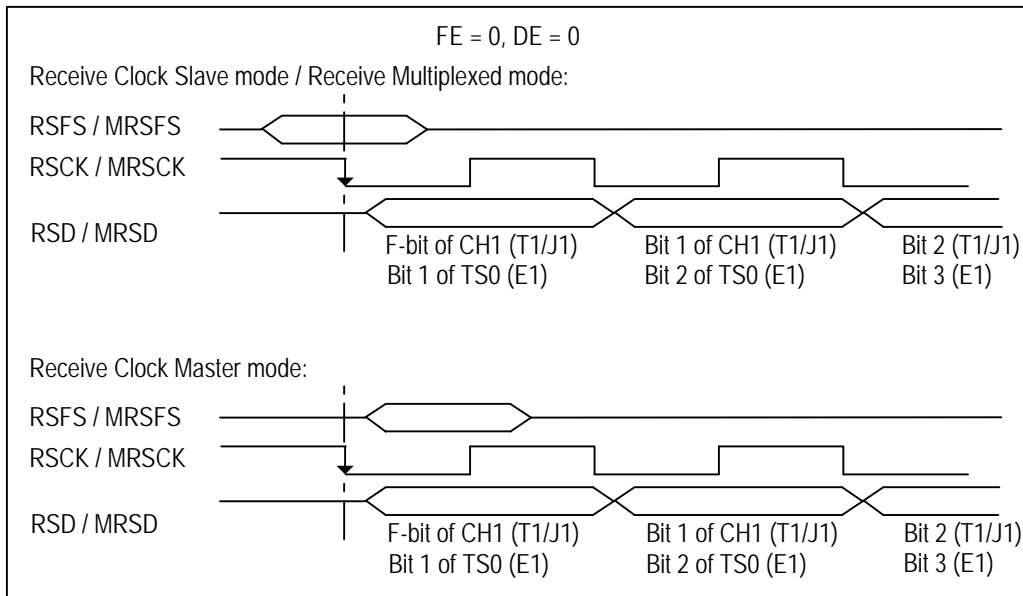 FE = 0, DE = 0
Receive Clock Slave mode / Receive Multiplexed mode:
RSFS / MRSFS
RSCK / MRSCK
RSD / MRSD
F-bit of CH1 (T1/J1) Bit 1 of CH1 (T1/J1) Bit 2 (T1/J1)
Bit 1 of TS0 (E1) Bit 2 of TS0 (E1) Bit 3 (E1)
Receive Clock Master mode:
RSFS / MRSFS
RSCK / MRSCK
RSD / MRSD
F-bit of CH1 (T1/J1) Bit 1 of CH1 (T1/J1) Bit 2 (T1/J1)
Bit 1 of TS0 (E1) Bit 2 of TS0 (E1) Bit 3 (E1)